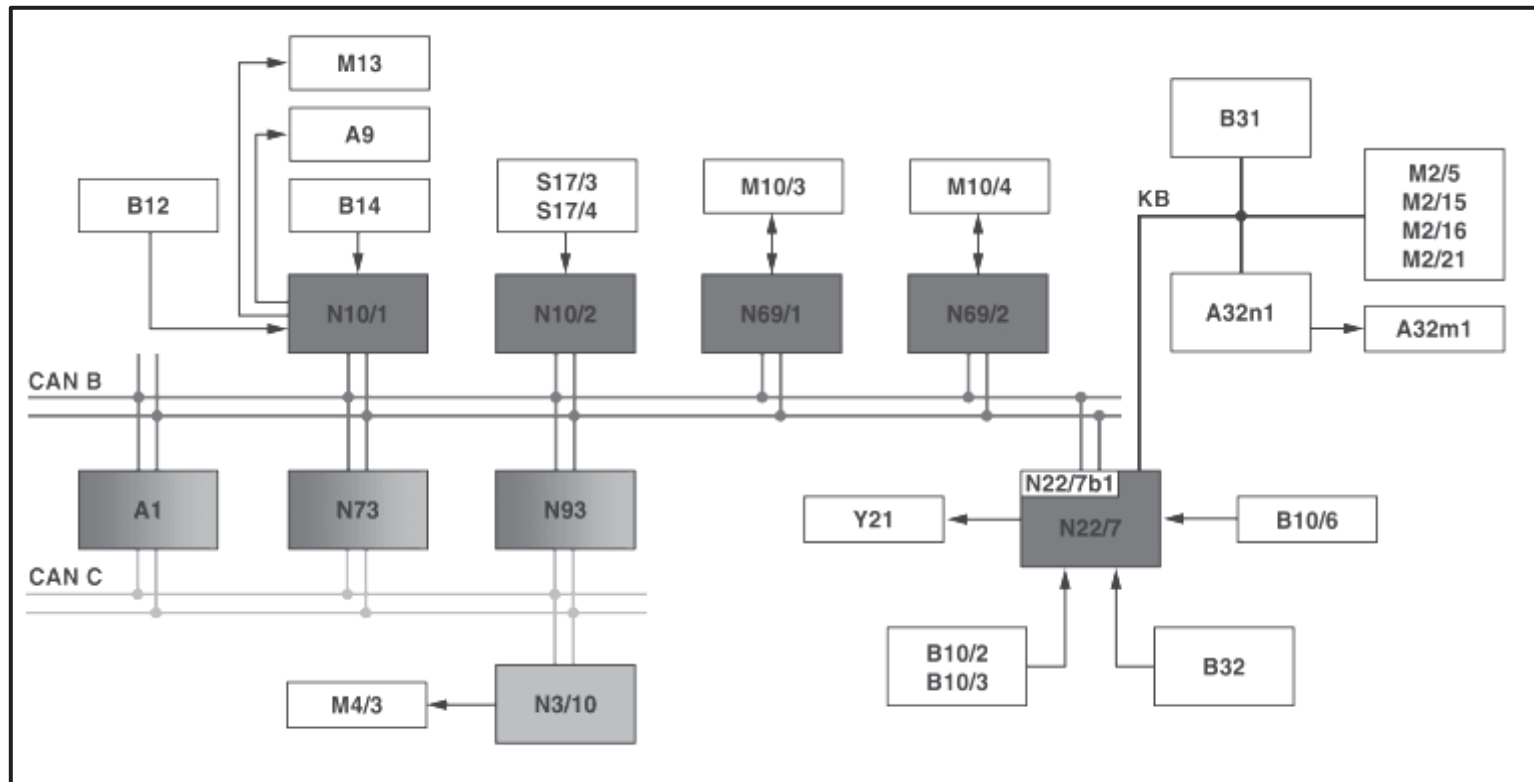 M13
A9
B31
B12
B14
S17/3
S17/4
M10/3
M10/4
KB
M2/5
M2/15
M2/16
M2/21
N10/1
N10/2
N69/1
N69/2
A32n1
A32m1
CAN B
A1
N73
N93
N22/7b1
N22/7
Y21
B10/6
CAN C
B10/2
B10/3
B32
M4/3
N3/10